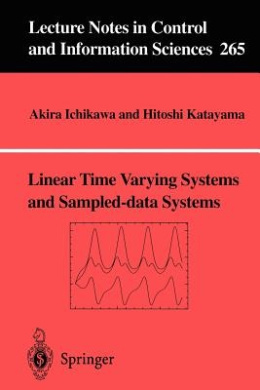 Lecture Notes in Control
and Information Sciences 265
Akira Ichikawa and Hitoshi Katayama
Linear Time Varying Systems
and Sampled-data Systems
Springer